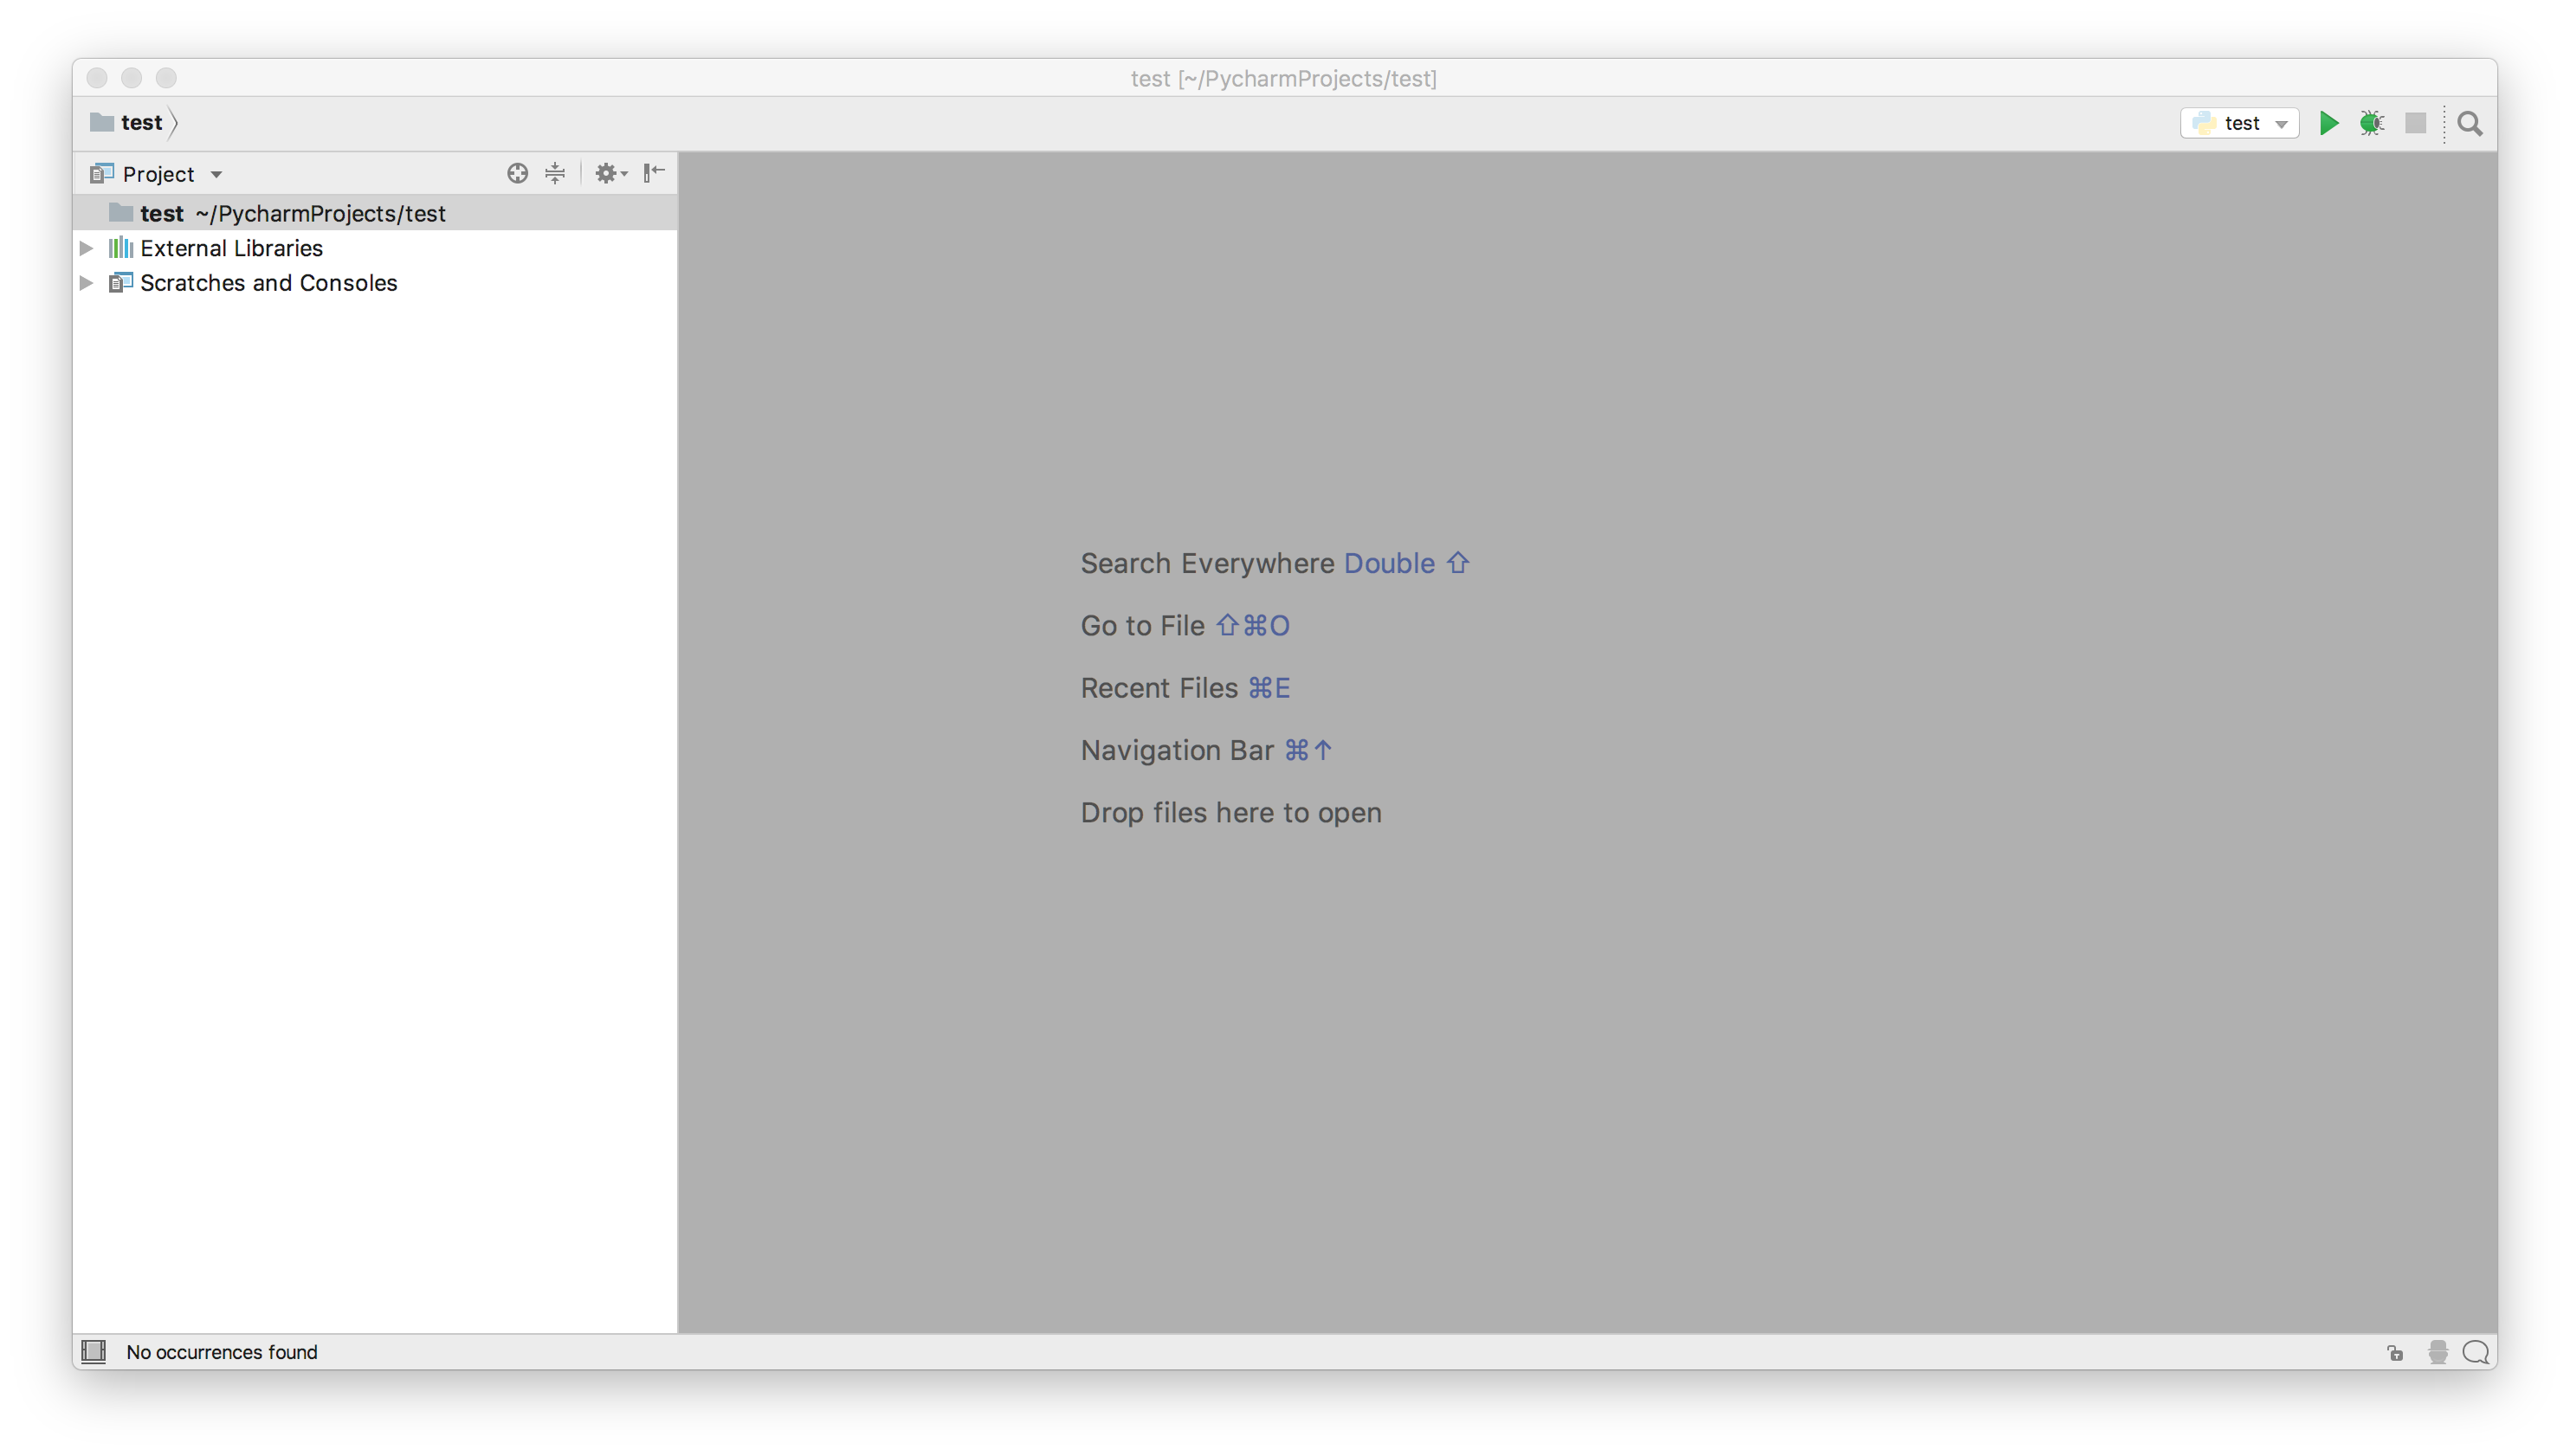 test [~/PycharmProjects/test]
test
test
Project
test ~/PycharmProjects/test
External Libraries
Scratches and Consoles
Search Everywhere Double ⇧
Go to File ⇧⌘O
Recent Files ⌘E
Navigation Bar ⌘↑
Drop files here to open
No occurrences found